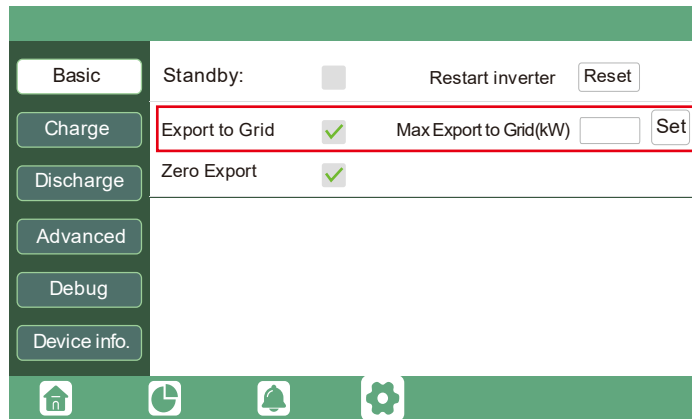 Basic
Standby:
Restart inverter
Reset
Charge
Export to Grid
Max Export to Grid(kW)
Set
Discharge
Zero Export
Advanced
Debug
Device info.